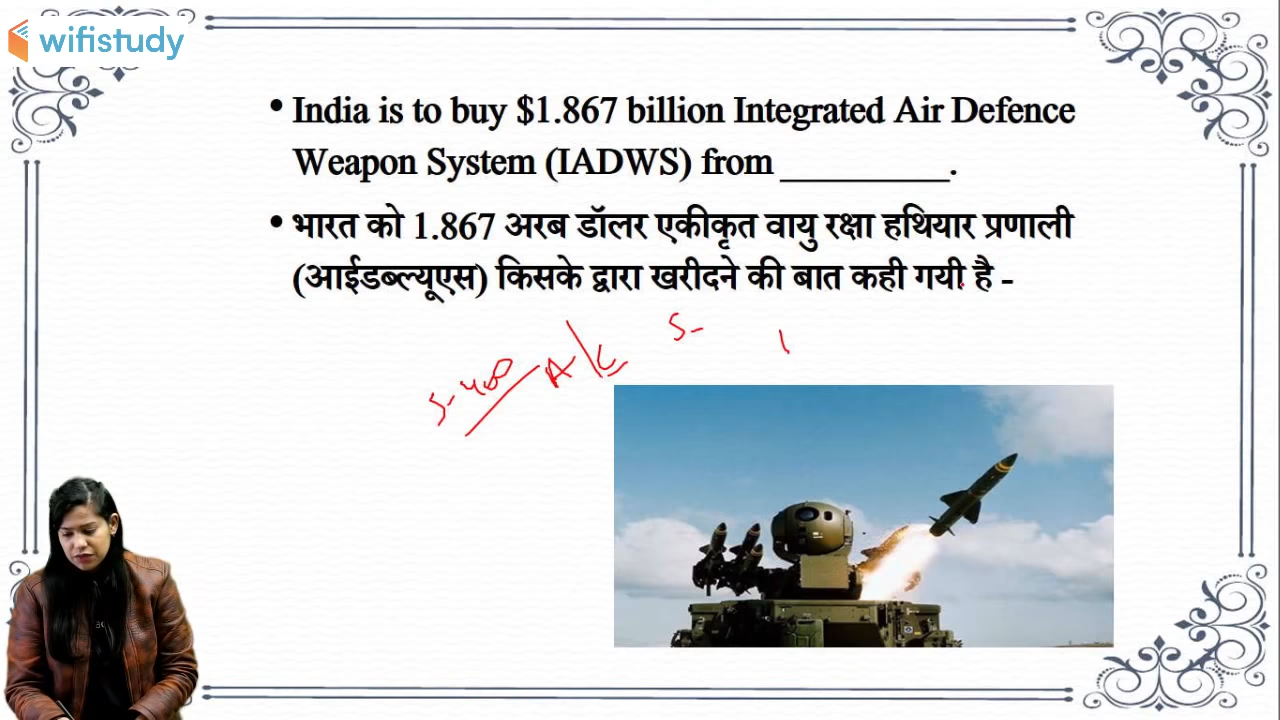 wifistudy
• India is to buy $1.867 billion Integrated Air Defence
Weapon System (IADWS) from __________.
• भारत को 1.867 अरब डॉलर एकीकृत वायु रक्षा हथियार प्रणाली
(आईडब्ल्यूएस) किसके द्वारा खरीदने की बात कही गयी है -
S-
S-400